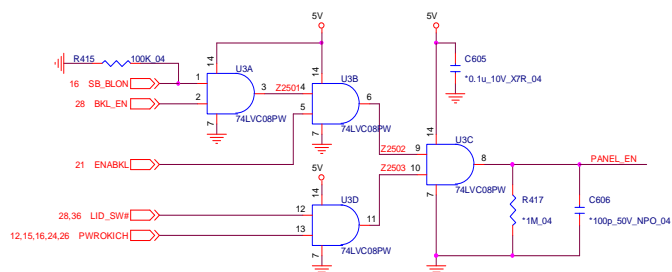 5V
5V
R415 100K_04
14
U3A
16 SB_BLON 1
28 BKL_EN 2
3 Z2501 4
7
74LVC08PW
14
U3B
6
5
7
74LVC08PW
C605
*0.1u_10V_X7R_04
21 ENABKL
Z2502 9
Z2503 10
14
U3C
8
PANEL_EN
7
74LVC08PW
5V
14
U3D
28,36 LID_SW# 12
12,15,16,24,26 PWROKICH 13
11
7
74LVC08PW
R417
*1M_04
C606
*100p_50V_NPO_04